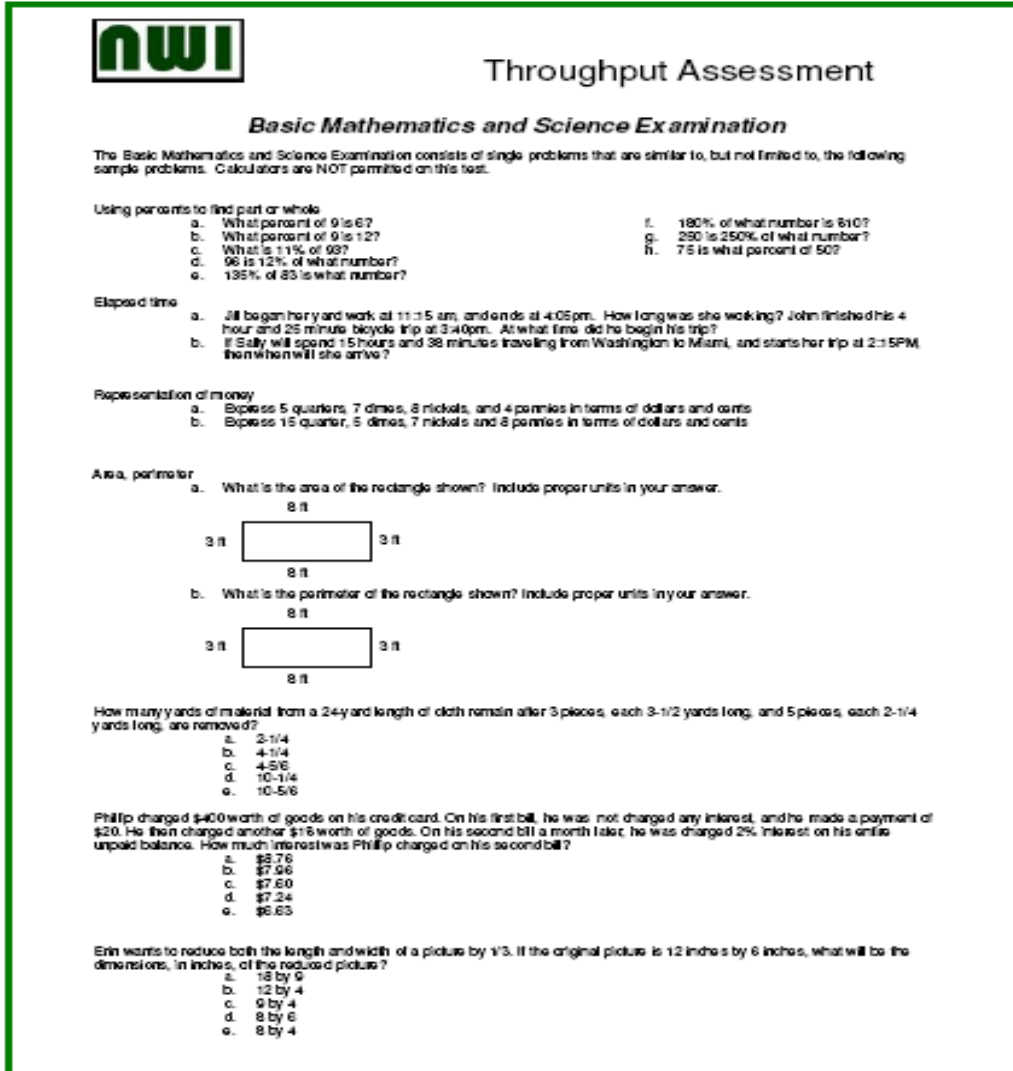 nwi
Throughput Assessment
Basic Mathematics and Science Examination
The Basic Mathematics and Science Examination consists of single problems that are similar to, but not limited to, the following
sample problems. Calculators are NOT permitted on this test.
Using percents to find part or whole
a. What percent of 9 is 6?
b. What percent of 9 is 12?
c. What is 11% of 93?
d. 96 is 12% of what number?
e. 135% of 83 is what number?
f. 180% of what number is 610?
g. 250 is 250% of what number?
h. 75 is what percent of 50?
Elapsed time
a. Jill began her yard work at 11:15 am, and ends at 4:05pm. How long was she working? John finished his 4
hour and 25 minute bicycle trip at 3:40pm. At what time did he begin his trip?
b. If Sally will spend 15 hours and 38 minutes traveling from Washington to Miami, and starts her trip at 2:15PM,
then when will she arrive?
Representation of money
a. Express 5 quarters, 7 dimes, 8 nickels, and 4 pennies in terms of dollars and cents
b. Express 15 quarter, 5 dimes, 7 nickels and 8 pennies in terms of dollars and cents
Area, perimeter
a. What is the area of the rectangle shown? Include proper units in your answer.
8 ft
3 ft 3 ft
8 ft
b. What is the perimeter of the rectangle shown? Include proper units in your answer.
8 ft
3 ft 3 ft
8 ft
How many yards of material from a 24-yard length of cloth remain after 3 pieces, each 3-1/2 yards long, and 5 pieces, each 2-1/4
yards long, are removed?
a. 2-1/4
b. 4-1/4
c. 4-5/6
d. 10-1/4
e. 10-5/6
Phillip charged $400 worth of goods on his credit card. On his first bill, he was not charged any interest, and he made a payment of
$20. He then charged another $18 worth of goods. On his second bill a month later, he was charged 2% interest on his entire
unpaid balance. How much interest was Phillip charged on his second bill?
a. $8.76
b. $7.96
c. $7.60
d. $7.24
e. $6.63
Erin wants to reduce both the length and width of a picture by 1/3. If the original picture is 12 inches by 6 inches, what will be the
dimensions, in inches, of the reduced picture?
a. 18 by 9
b. 12 by 4
c. 9 by 4
d. 8 by 6
e. 8 by 4